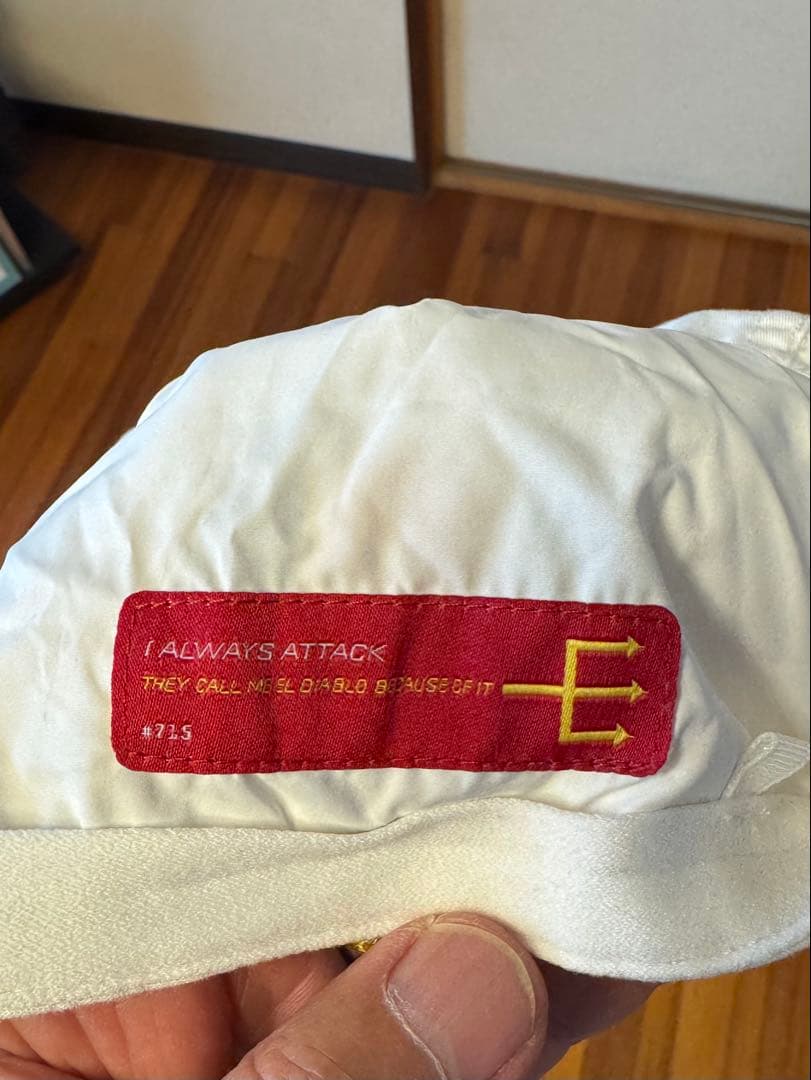 I ALWAYS ATTACK
THEY CALL ME EL DIABLO BECAUSE OF IT
#715